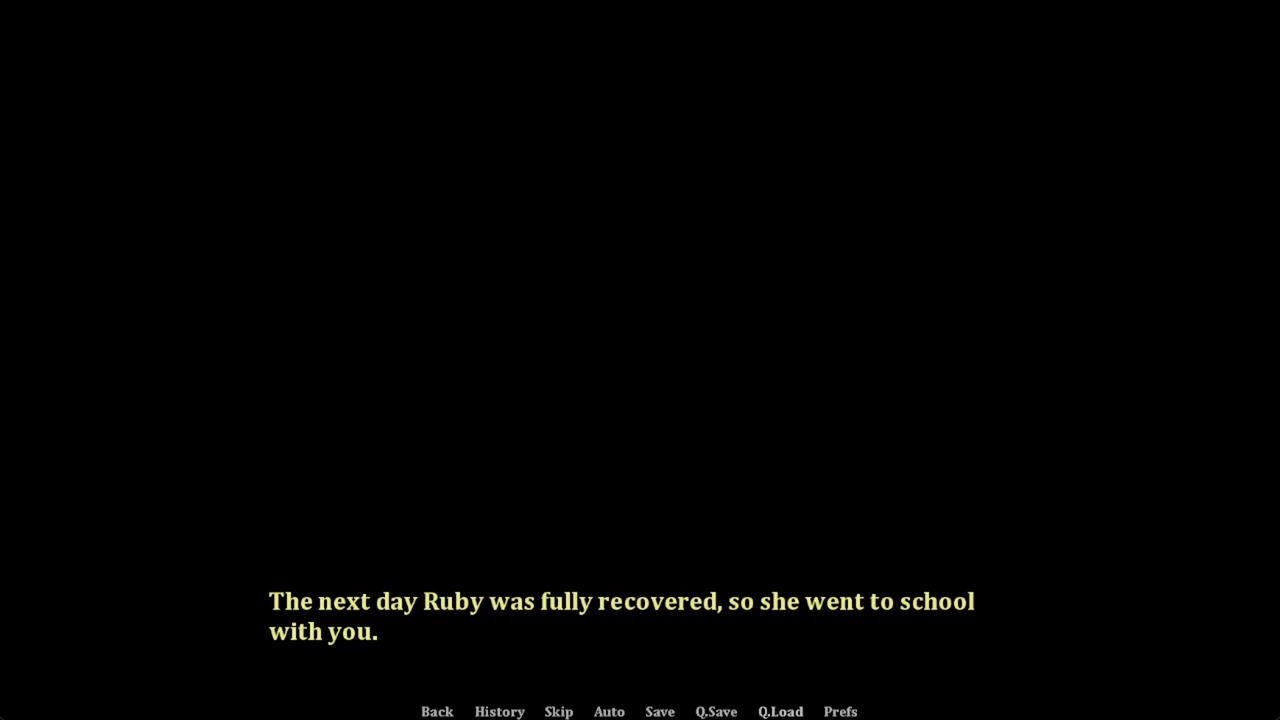 The next day Ruby was fully recovered, so she went to school
with you.
Back History Skip Auto Save Q.Save Q.Load Prefs